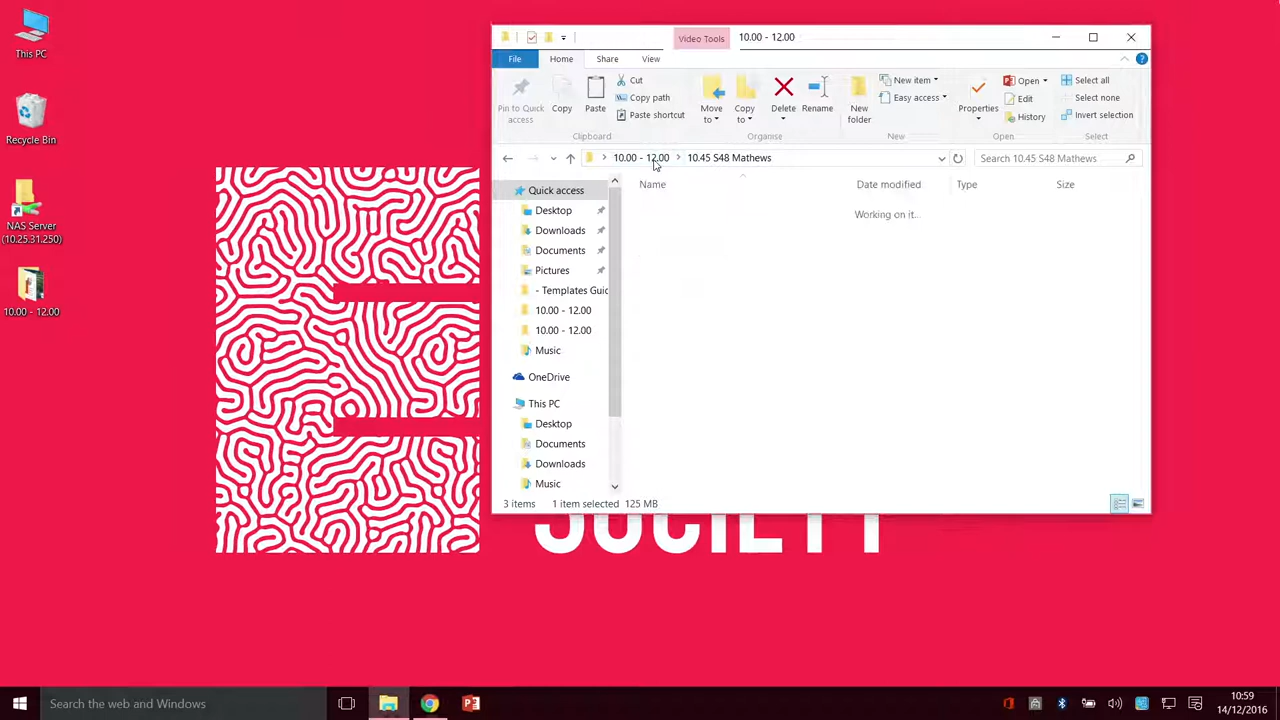 This PC
Recycle Bin
NAS Server
(10.25.31.250)
10.00 - 12.00
Video Tools
10.00 - 12.00
File
Home
Share
View
Pin to Quick
access
Copy
Paste
Cut
Copy path
Paste shortcut
Clipboard
Move
to
Copy
to
Delete
Rename
Organise
New
folder
New item
Easy access
New
Properties
Open
Edit
History
Open
Select all
Select none
Invert selection
Select
10.00 - 12.00
10.45 S48 Mathews
Search 10.45 S48 Mathews
Name
Date modified
Type
Size
Working on it...
Quick access
Desktop
Downloads
Documents
Pictures
- Templates Guid
10.00 - 12.00
10.00 - 12.00
Music
OneDrive
This PC
Desktop
Documents
Downloads
Music
3 items
1 item selected 125 MB
SOCIETY
Search the web and Windows
10:59
14/12/2016